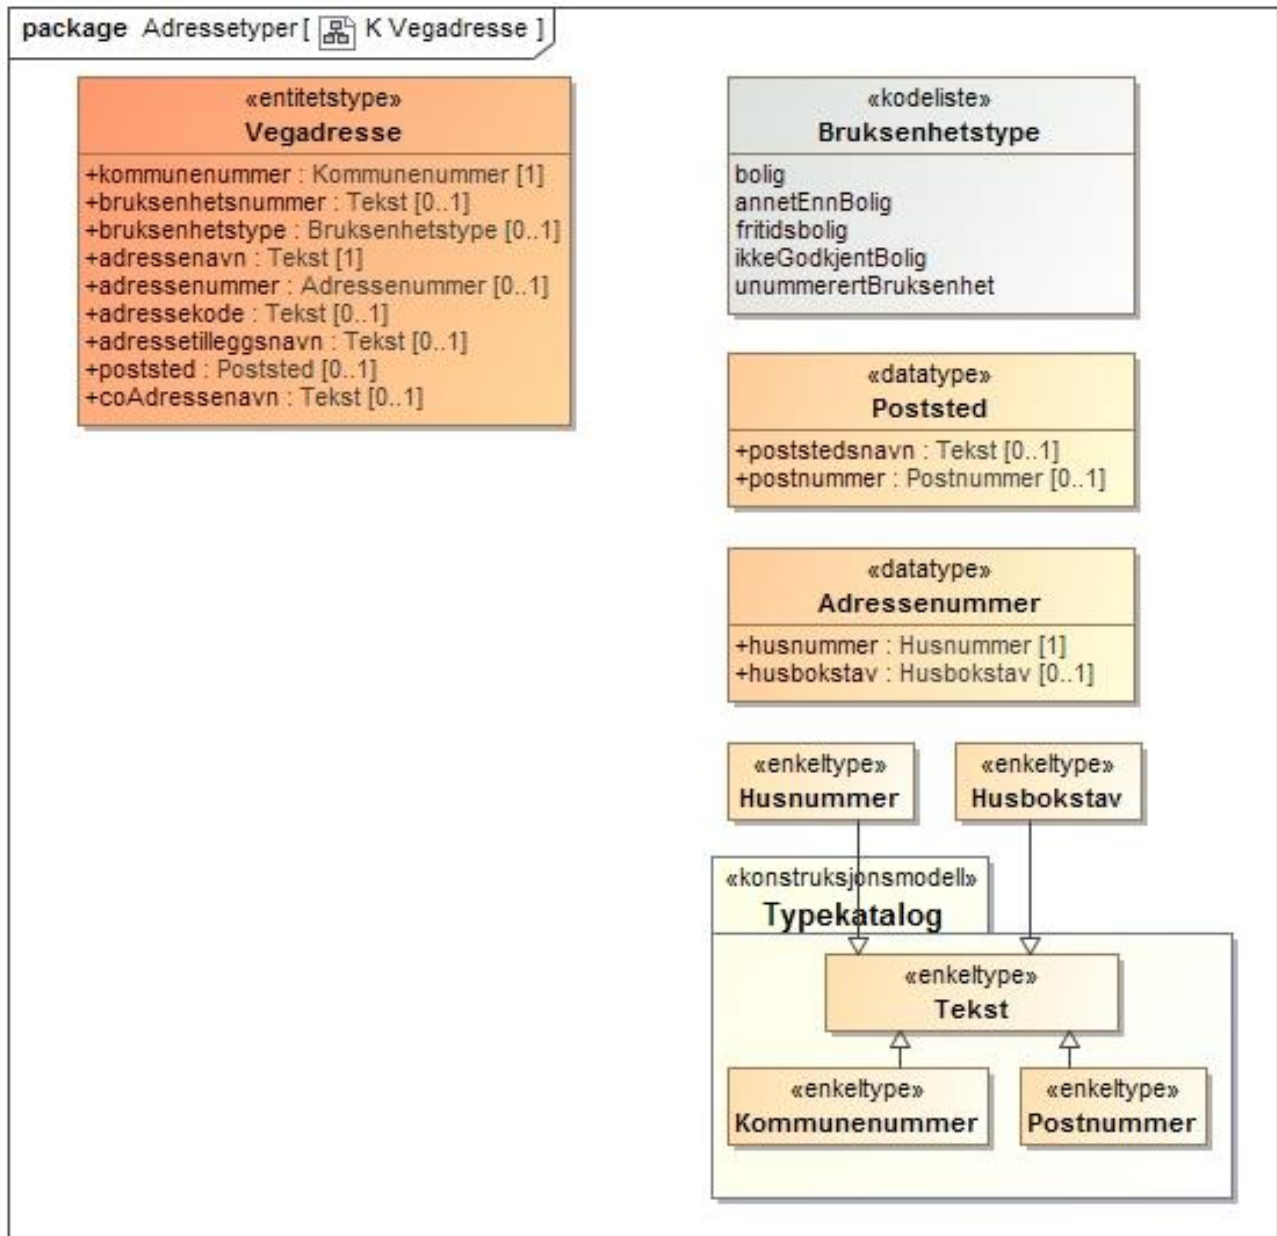 package Adressetyper [ K Vegadresse ]
«entitetstype»
Vegadresse
+kommunenummer : Kommunenummer [1]
+bruksenhetsnummer : Tekst [0..1]
+bruksenhetstype : Bruksenhetstype [0..1]
+adressenavn : Tekst [1]
+adressenummer : Adressenummer [0..1]
+adressekode : Tekst [0..1]
+adressetilleggsnavn : Tekst [0..1]
+poststed : Poststed [0..1]
+coAdressenavn : Tekst [0..1]
«kodeliste»
Bruksenhetstype
bolig
annetEnnBolig
fritidsbolig
ikkeGodkjentBolig
unummerertBruksenhet
«datatype»
Poststed
+poststedsnavn : Tekst [0..1]
+postnummer : Postnummer [0..1]
«datatype»
Adressenummer
+husnummer : Husnummer [1]
+husbokstav : Husbokstav [0..1]
«enkeltype»
Husnummer
«enkeltype»
Husbokstav
«konstruksjonsmodell»
Typekatalog
«enkeltype»
Tekst
«enkeltype»
Kommunenummer
«enkeltype»
Postnummer